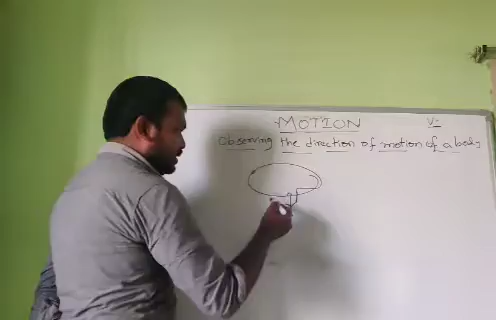 MOTION
V-
Observing the direction of motion of a body